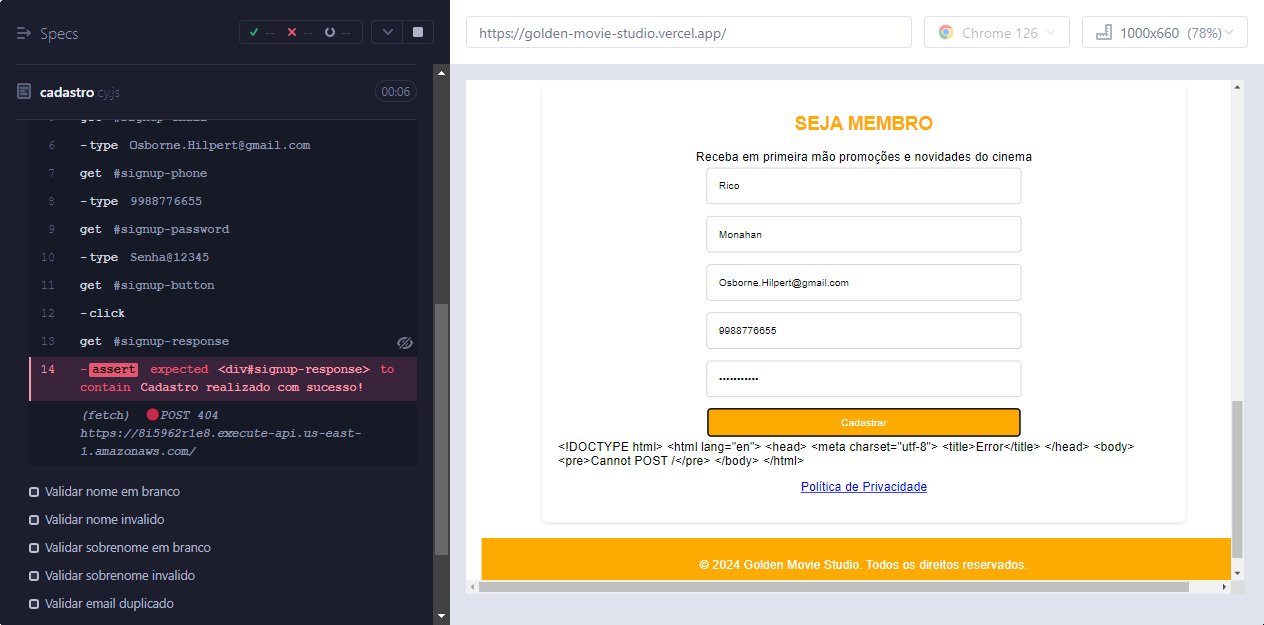 Specs
-- -- --
https://golden-movie-studio.vercel.app/
Chrome 126
1000x660 (78%)
cadastro.cy.js
00:06
get #signup-email
6 -type Osborne.Hilpert@gmail.com
7 get #signup-phone
8 -type 9988776655
9 get #signup-password
10 -type Senha@12345
11 get #signup-button
12 -click
13 get #signup-response
14 -assert expected <div#signup-response> to
contain Cadastro realizado com sucesso!
(fetch) POST 404
https://8i5962r1e8.execute-api.us-east-
1.amazonaws.com/
Validar nome em branco
Validar nome invalido
Validar sobrenome em branco
Validar sobrenome invalido
Validar email duplicado
SEJA MEMBRO
Receba em primeira mão promoções e novidades do cinema
Rico
Monahan
Osborne.Hilpert@gmail.com
9988776655
•••••••••••
Cadastrar
<!DOCTYPE html> <html lang="en"> <head> <meta charset="utf-8"> <title>Error</title> </head> <body>
<pre>Cannot POST /</pre> </body> </html>
Política de Privacidade
© 2024 Golden Movie Studio. Todos os direitos reservados.